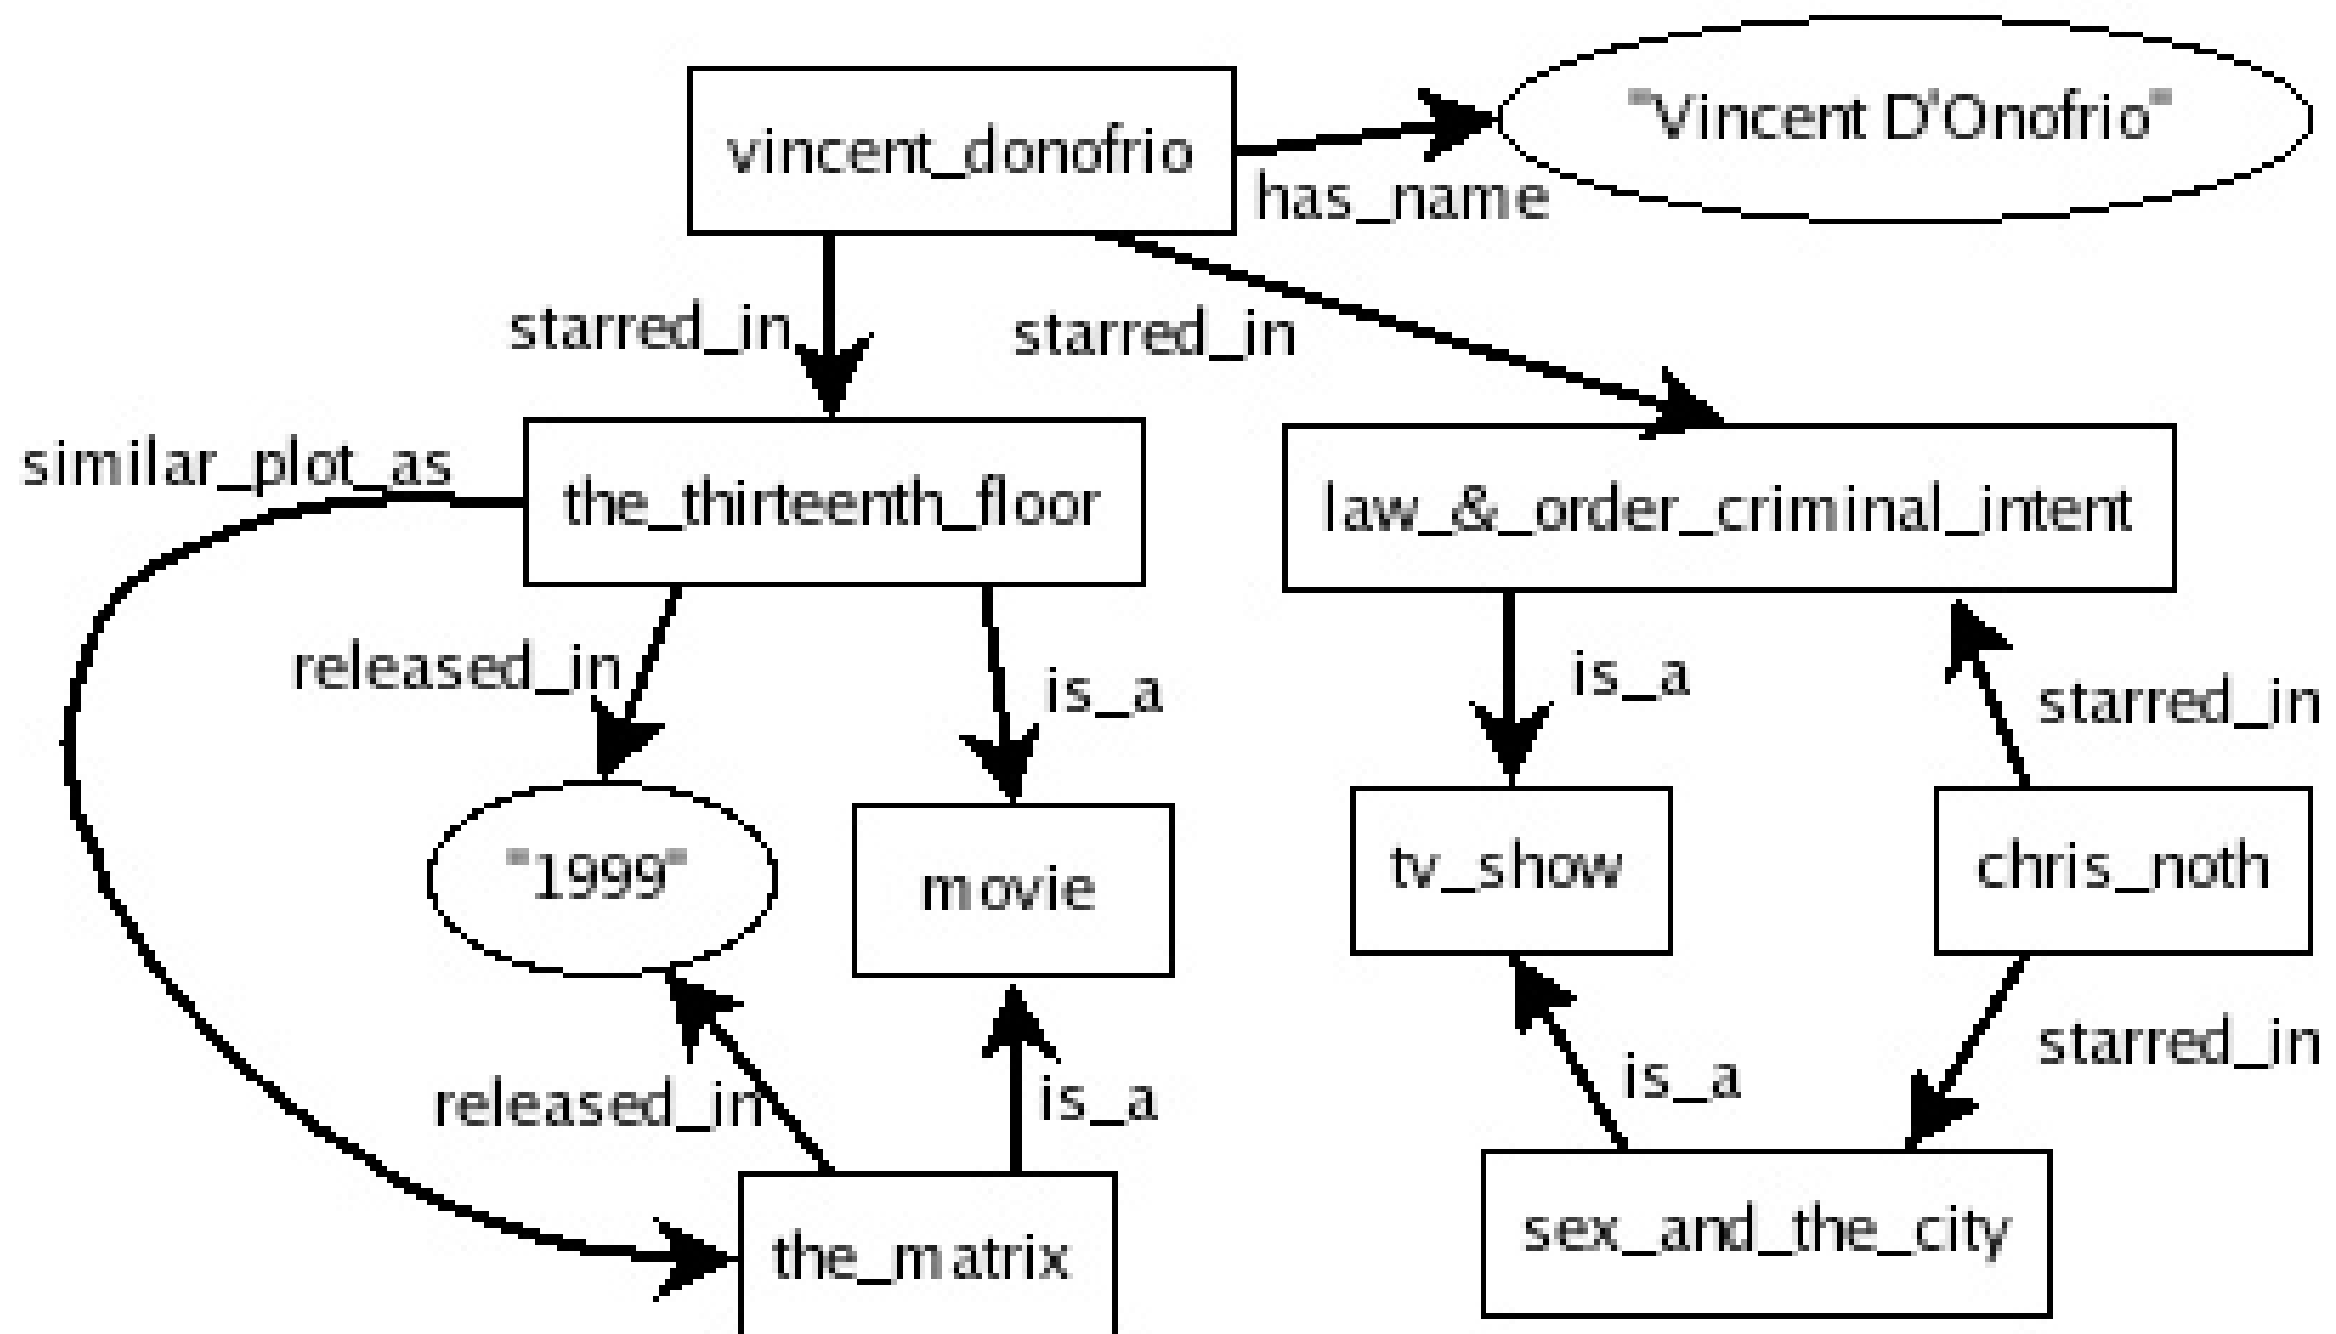 "Vincent D'Onofrio"
vincent_donofrio
has_name
starred_in
starred_in
similar_plot_as
the_thirteenth_floor
law_&_order_criminal_intent
released_in
is_a
is_a
starred_in
"1999"
movie
tv_show
chris_noth
released_in
is_a
is_a
starred_in
the_matrix
sex_and_the_city